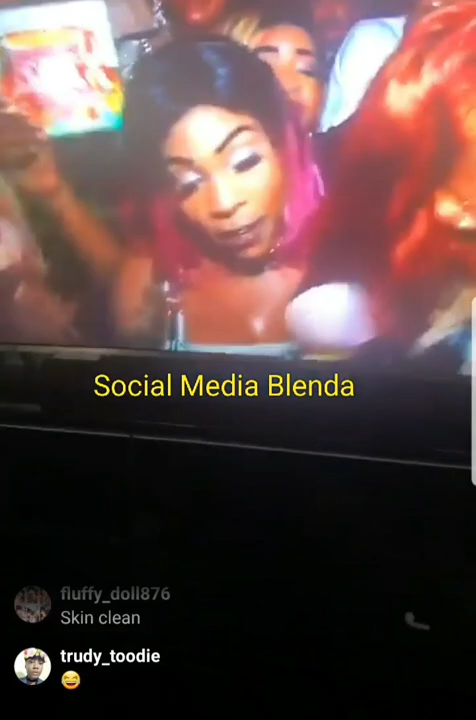 Social Media Blenda
fluffy_doll876
Skin clean
trudy_toodie
😂